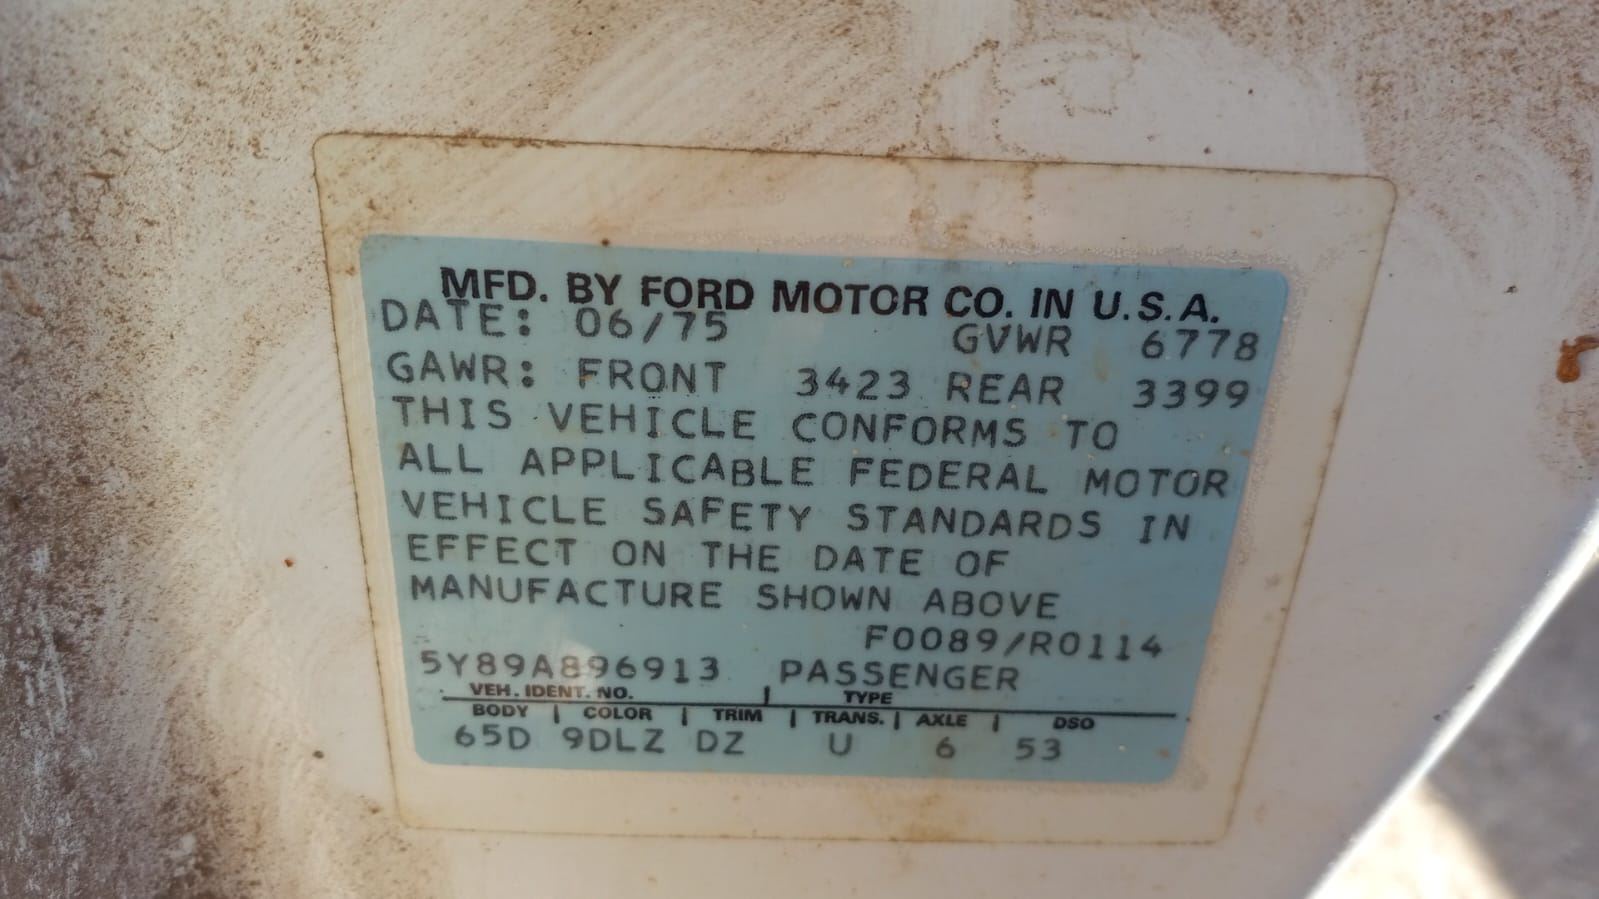 MFD. BY FORD MOTOR CO. IN U.S.A.
DATE: 06/75 GVWR 6778
GAWR: FRONT 3423 REAR 3399
THIS VEHICLE CONFORMS TO
ALL APPLICABLE FEDERAL MOTOR
VEHICLE SAFETY STANDARDS IN
EFFECT ON THE DATE OF
MANUFACTURE SHOWN ABOVE
F0089/R0114
5Y89A896913 PASSENGER
VEH. IDENT. NO. | TYPE
BODY | COLOR | TRIM | TRANS. | AXLE | DSO
65D 9DLZ DZ U 6 53